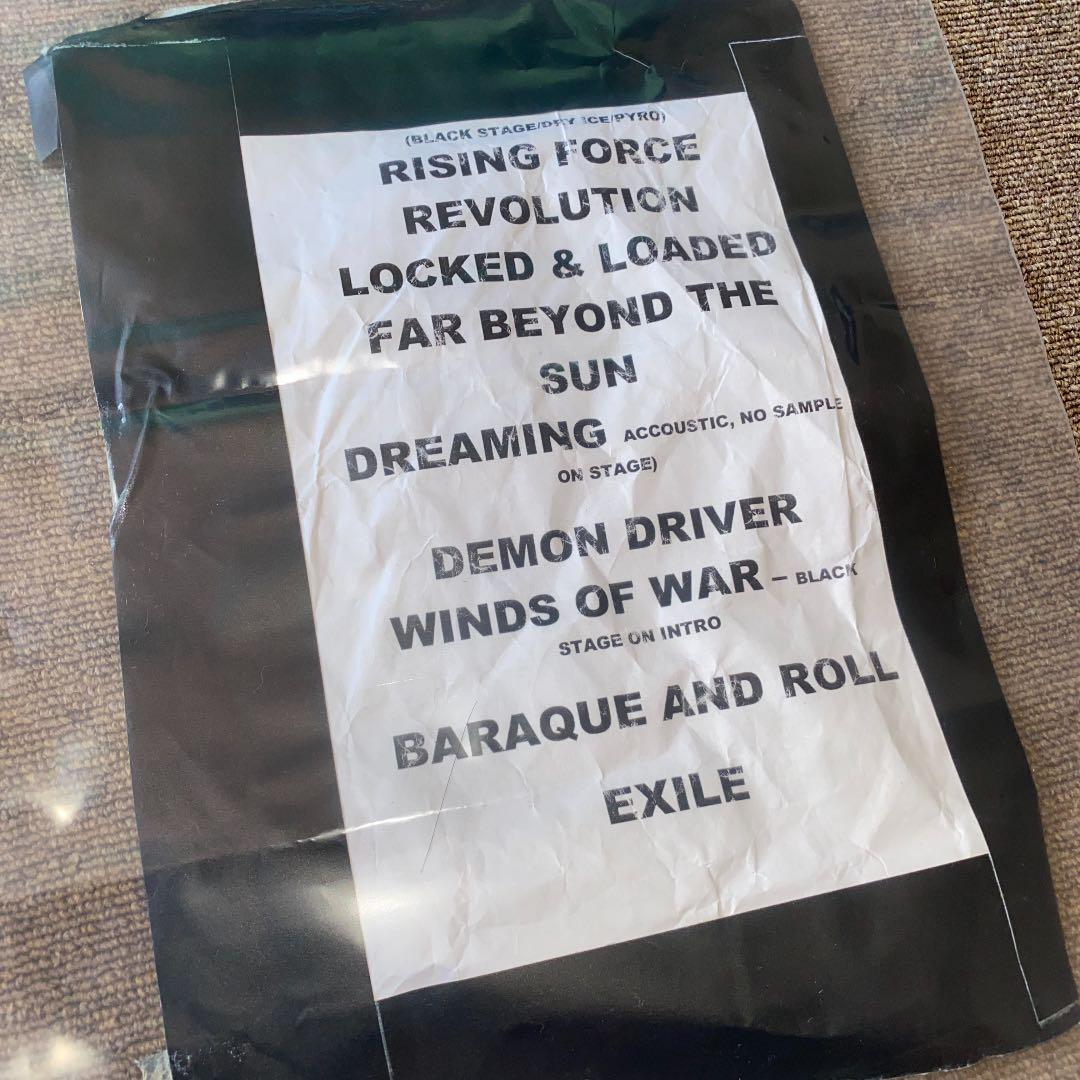 (BLACK STAGE/DRY ICE/PYRO)
RISING FORCE
REVOLUTION
LOCKED & LOADED
FAR BEYOND THE
SUN
DREAMING ACCOUSTIC, NO SAMPLE
ON STAGE)
DEMON DRIVER
WINDS OF WAR – BLACK
STAGE ON INTRO
BARAQUE AND ROLL
EXILE